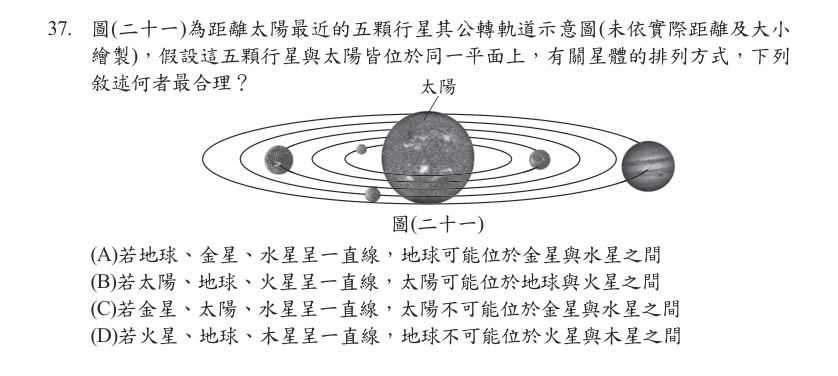 37. 圖(二十一)為距離太陽最近的五顆行星其公轉軌道示意圖(未依實際距離及大小
繪製)，假設這五顆行星與太陽皆位於同一平面上，有關星體的排列方式，下列
敘述何者最合理？
太陽
圖(二十一)
(A)若地球、金星、水星呈一直線，地球可能位於金星與水星之間
(B)若太陽、地球、火星呈一直線，太陽可能位於地球與火星之間
(C)若金星、太陽、水星呈一直線，太陽不可能位於金星與水星之間
(D)若火星、地球、木星呈一直線，地球不可能位於火星與木星之間